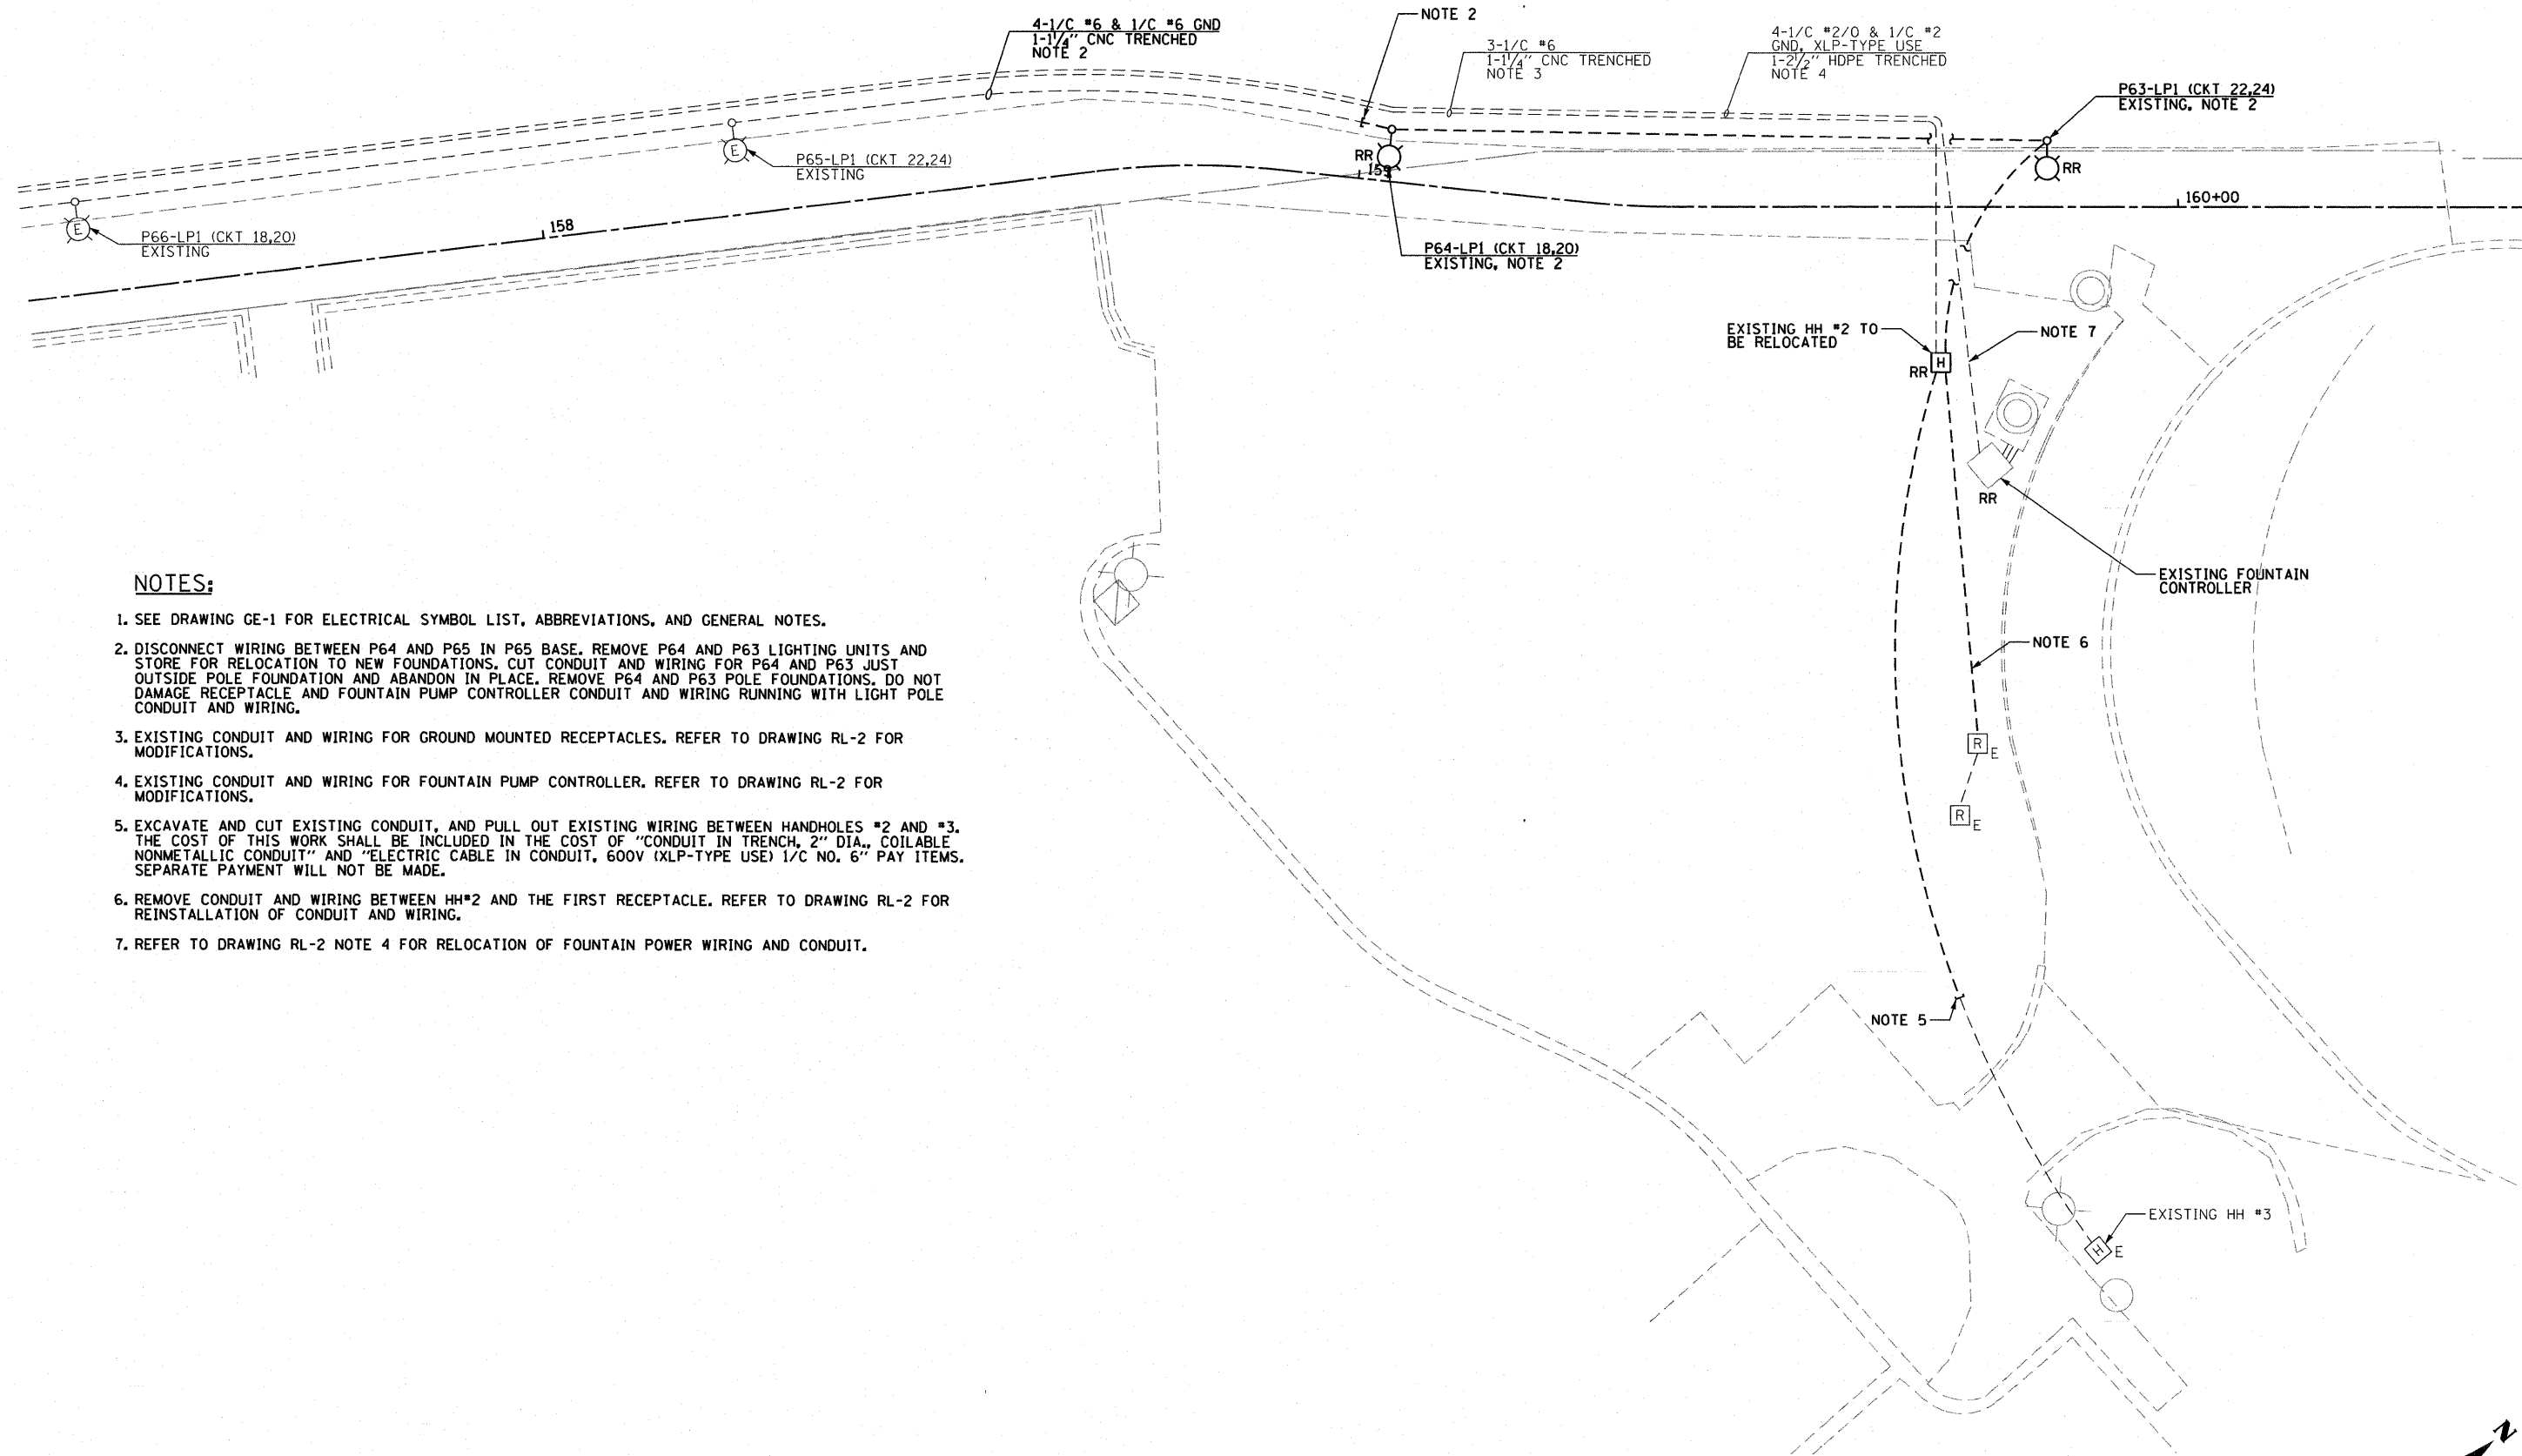 4-1/C #6 & 1/C #6 GND
1-1 1/4" CNC TRENCHED
NOTE 2
NOTE 2
3-1/C #6
1-1 1/4" CNC TRENCHED
NOTE 3
4-1/C #2/0 & 1/C #2
GND, XLP-TYPE USE
1-2 1/2" HDPE TRENCHED
NOTE 4
P63-LP1 (CKT 22,24)
EXISTING, NOTE 2
E
P65-LP1 (CKT 22,24)
EXISTING
RR
159
RR
160+00
E
P66-LP1 (CKT 18,20)
EXISTING
158
P64-LP1 (CKT 18,20)
EXISTING, NOTE 2
EXISTING HH #2 TO
BE RELOCATED
NOTE 7
H
RR
RR
EXISTING FOUNTAIN
CONTROLLER
NOTE 6
R
E
R
E
NOTE 5
EXISTING HH #3
H
E
NOTES:
1. SEE DRAWING GE-1 FOR ELECTRICAL SYMBOL LIST, ABBREVIATIONS, AND GENERAL NOTES.
2. DISCONNECT WIRING BETWEEN P64 AND P65 IN P65 BASE. REMOVE P64 AND P63 LIGHTING UNITS AND
STORE FOR RELOCATION TO NEW FOUNDATIONS. CUT CONDUIT AND WIRING FOR P64 AND P63 JUST
OUTSIDE POLE FOUNDATION AND ABANDON IN PLACE. REMOVE P64 AND P63 POLE FOUNDATIONS. DO NOT
DAMAGE RECEPTACLE AND FOUNTAIN PUMP CONTROLLER CONDUIT AND WIRING RUNNING WITH LIGHT POLE
CONDUIT AND WIRING.
3. EXISTING CONDUIT AND WIRING FOR GROUND MOUNTED RECEPTACLES. REFER TO DRAWING RL-2 FOR
MODIFICATIONS.
4. EXISTING CONDUIT AND WIRING FOR FOUNTAIN PUMP CONTROLLER. REFER TO DRAWING RL-2 FOR
MODIFICATIONS.
5. EXCAVATE AND CUT EXISTING CONDUIT, AND PULL OUT EXISTING WIRING BETWEEN HANDHOLES #2 AND #3.
THE COST OF THIS WORK SHALL BE INCLUDED IN THE COST OF "CONDUIT IN TRENCH, 2" DIA., COILABLE
NONMETALLIC CONDUIT" AND "ELECTRIC CABLE IN CONDUIT, 600V (XLP-TYPE USE) 1/C NO. 6" PAY ITEMS.
SEPARATE PAYMENT WILL NOT BE MADE.
6. REMOVE CONDUIT AND WIRING BETWEEN HH#2 AND THE FIRST RECEPTACLE. REFER TO DRAWING RL-2 FOR
REINSTALLATION OF CONDUIT AND WIRING.
7. REFER TO DRAWING RL-2 NOTE 4 FOR RELOCATION OF FOUNTAIN POWER WIRING AND CONDUIT.
N